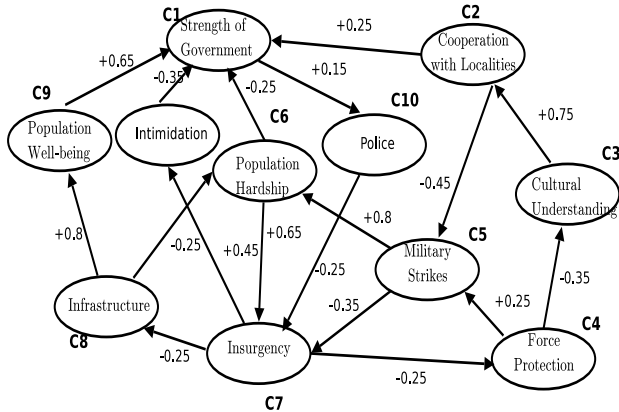 C1
Strength of
Government
+0.25
C2
Cooperation
with Localities
+0.65
-0.35
-0.25
+0.15
C9
C6
C10
+0.75
Population
Well-being
Intimidation
Police
C3
Population
Hardship
Cultural
Understanding
-0.45
+0.8
C5
+0.8
-0.25
+0.45
+0.65
-0.25
Military
Strikes
-0.35
Infrastructure
-0.35
+0.25
C4
C8
-0.25
Insurgency
-0.25
Force
Protection
C7